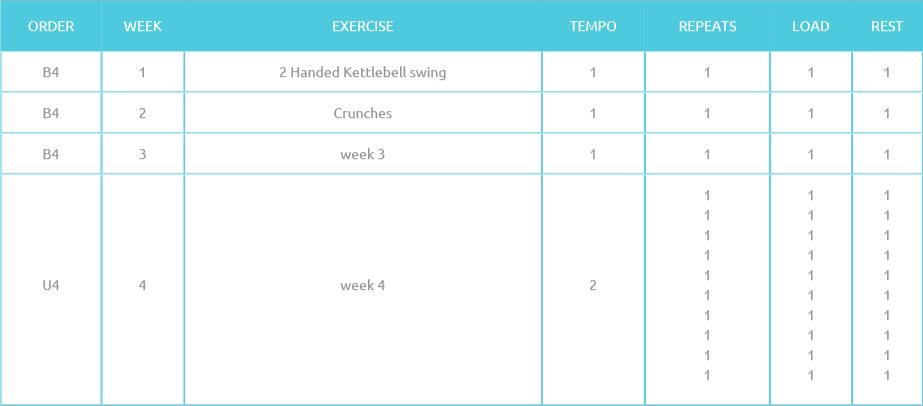 ORDER WEEK EXERCISE TEMPO REPEATS LOAD REST
B4 1 2 Handed Kettlebell swing 1 1 1 1
B4 2 Crunches 1 1 1 1
B4 3 week 3 1 1 1 1
1 1 1
1 1 1
1 1 1
1 1 1
U4 4 week 4 2 1 1 1
1 1 1
1 1 1
1 1 1
1 1 1
1 1 1